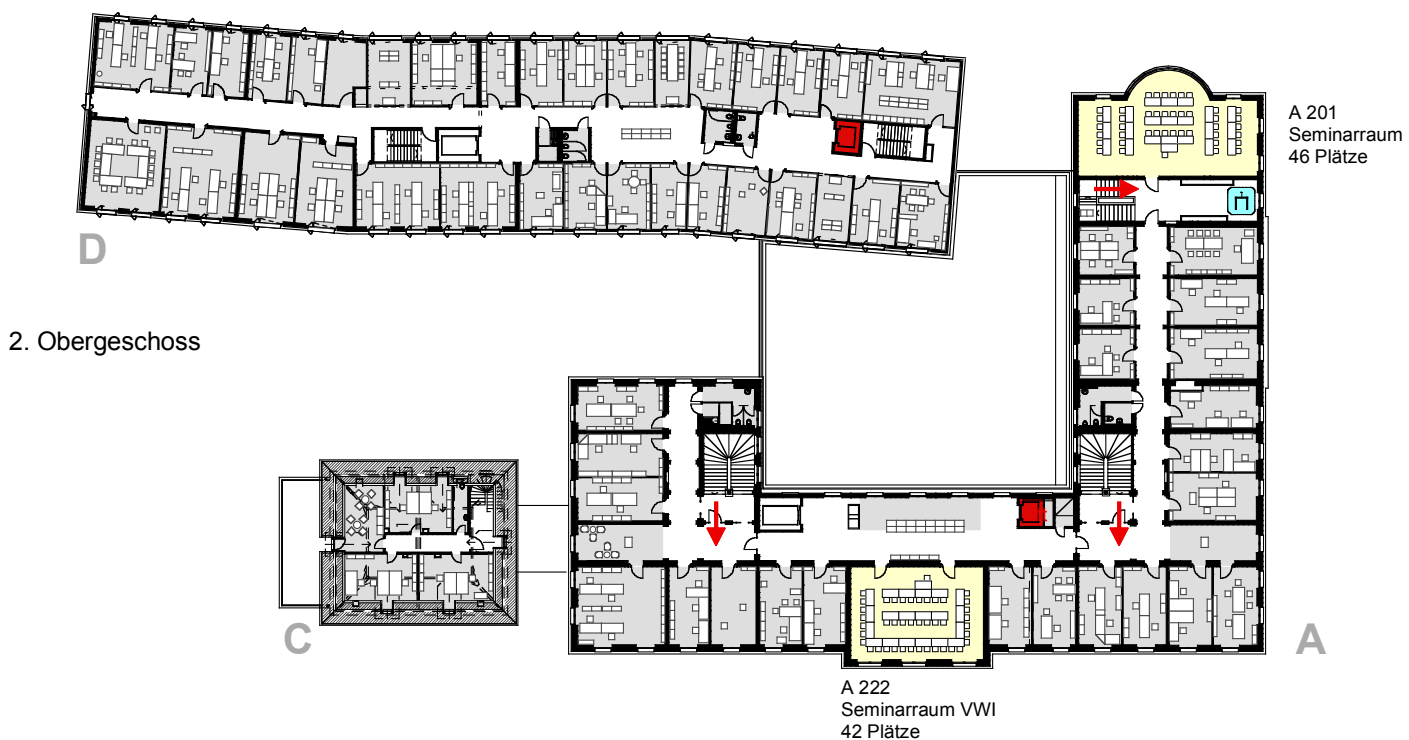 A 201
Seminarraum
46 Plätze
D
2. Obergeschoss
C
A
A 222
Seminarraum VWI
42 Plätze